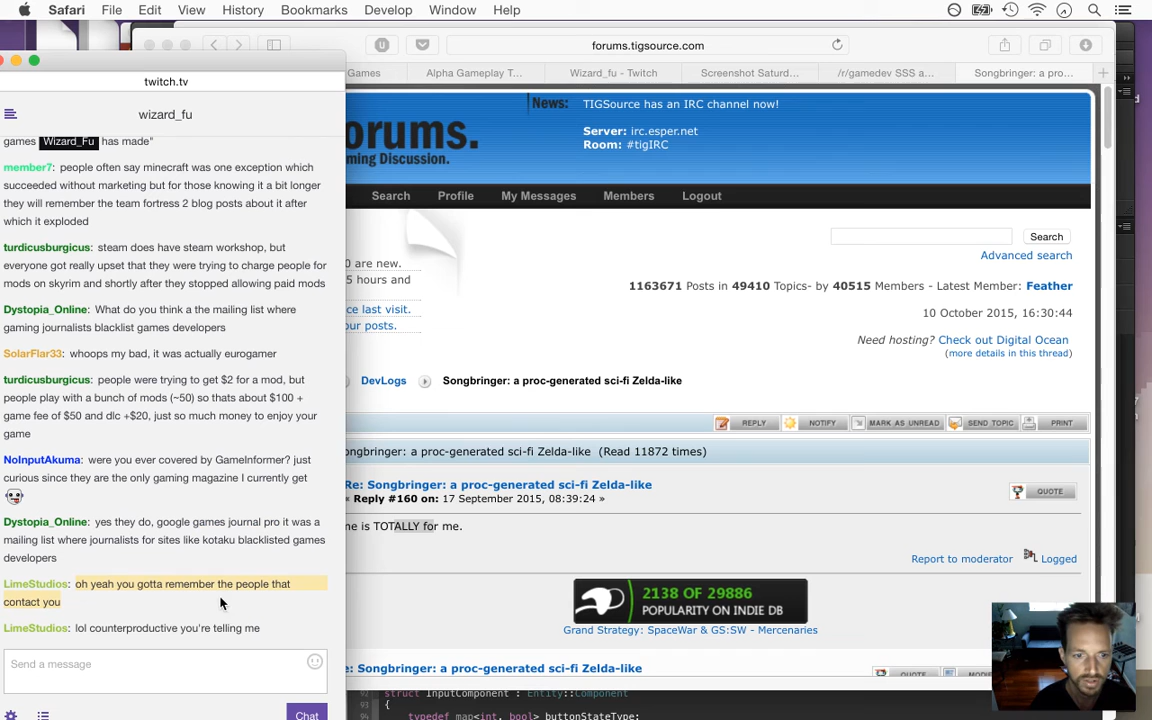 Safari File Edit View History Bookmarks Develop Window Help
forums.tigsource.com
Games Alpha Gameplay T... Wizard_fu - Twitch Screenshot Saturd... /r/gamedev SSS a... Songbringer: a pro...
twitch.tv
wizard_fu
games Wizard_Fu has made"
member7: people often say minecraft was one exception which
succeeded without marketing but for those knowing it a bit longer
they will remember the team fortress 2 blog posts about it after
which it exploded
turdicusburgicus: steam does have steam workshop, but
everyone got really upset that they were trying to charge people for
mods on skyrim and shortly after they stopped allowing paid mods
Dystopia_Online: What do you think a the mailing list where
gaming journalists blacklist games developers
SolarFlar33: whoops my bad, it was actually eurogamer
turdicusburgicus: people were trying to get $2 for a mod, but
people play with a bunch of mods (~50) so thats about $100 +
game fee of $50 and dlc +$20, just so much money to enjoy your
game
NoInputAkuma: were you ever covered by GameInformer? just
curious since they are the only gaming magazine I currently get
Dystopia_Online: yes they do, google games journal pro it was a
mailing list where journalists for sites like kotaku blacklisted games
developers
LimeStudios: oh yeah you gotta remember the people that
contact you
LimeStudios: lol counterproductive you're telling me
Send a message
Chat
News: TIGSource has an IRC channel now!
Server: irc.esper.net
Room: #tigIRC
orums.
ming Discussion.
Search Profile My Messages Members Logout
Search
Advanced search
0 are new.
5 hours and
ce last visit.
our posts.
1163671 Posts in 49410 Topics- by 40515 Members - Latest Member: Feather
10 October 2015, 16:30:44
Need hosting? Check out Digital Ocean
(more details in this thread)
DevLogs Songbringer: a proc-generated sci-fi Zelda-like
REPLY NOTIFY MARK AS UNREAD SEND TOPIC PRINT
ongbringer: a proc-generated sci-fi Zelda-like (Read 11872 times)
Re: Songbringer: a proc-generated sci-fi Zelda-like
« Reply #160 on: 17 September 2015, 08:39:24 »
QUOTE
me is TOTALLY for me.
Report to moderator Logged
2138 OF 29886
POPULARITY ON INDIE DB
Grand Strategy: SpaceWar & GS:SW - Mercenaries
e: Songbringer: a proc-generated sci-fi Zelda-like
QUOTE
92 struct InputComponent : Entity::Component
93 {
94 typedef map<int, bool> buttonStateType;